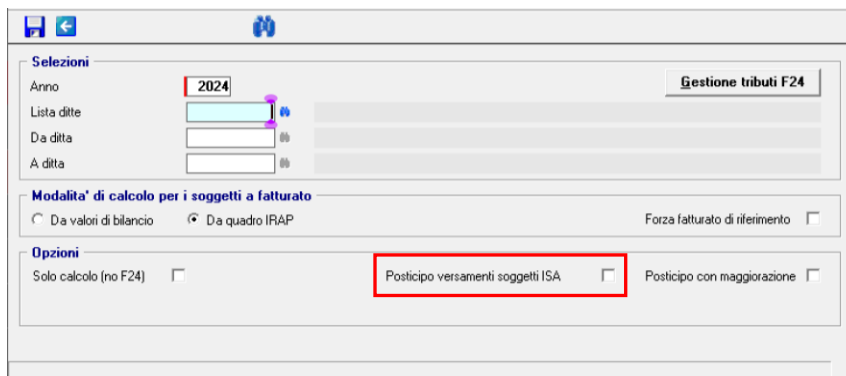 Selezioni
Anno 2024 Gestione tributi F24
Lista ditte
Da ditta
A ditta
Modalita' di calcolo per i soggetti a fatturato
Da valori di bilancio Da quadro IRAP Forza fatturato di riferimento
Opzioni
Solo calcolo (no F24) Posticipo versamenti soggetti ISA Posticipo con maggiorazione